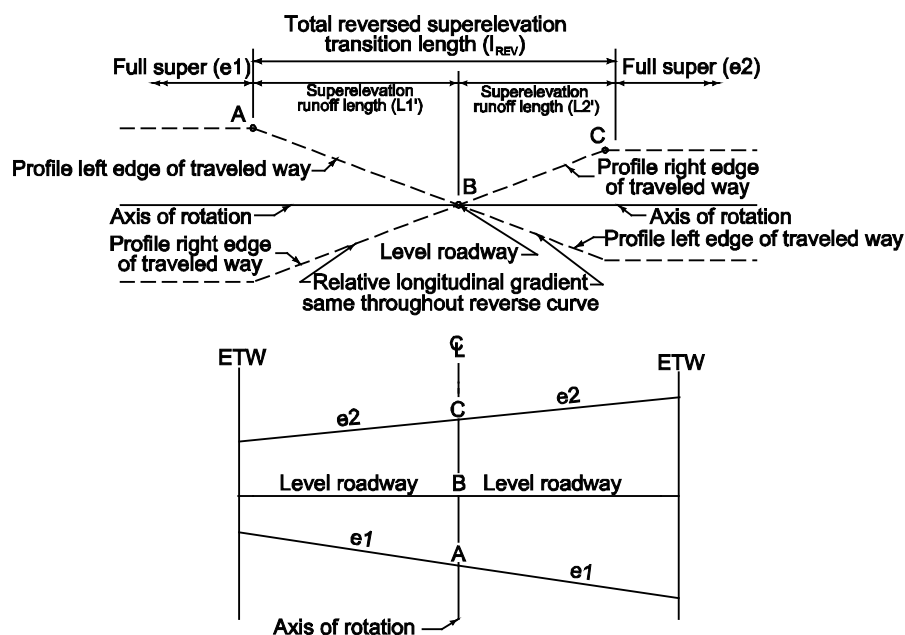 Total reversed superelevation
transition length (lREV)
Full super (e1)
Full super (e2)
Superelevation
runoff length (L1')
Superelevation
runoff length (L2')
A
C
Profile left edge of traveled way
Profile right edge
of traveled way
B
Axis of rotation
Axis of rotation
Profile right edge
of traveled way
Level roadway
Profile left edge of traveled way
Relative longitudinal gradient
same throughout reverse curve
ETW
CL
ETW
e2
C
e2
Level roadway
B
Level roadway
e1
A
e1
Axis of rotation